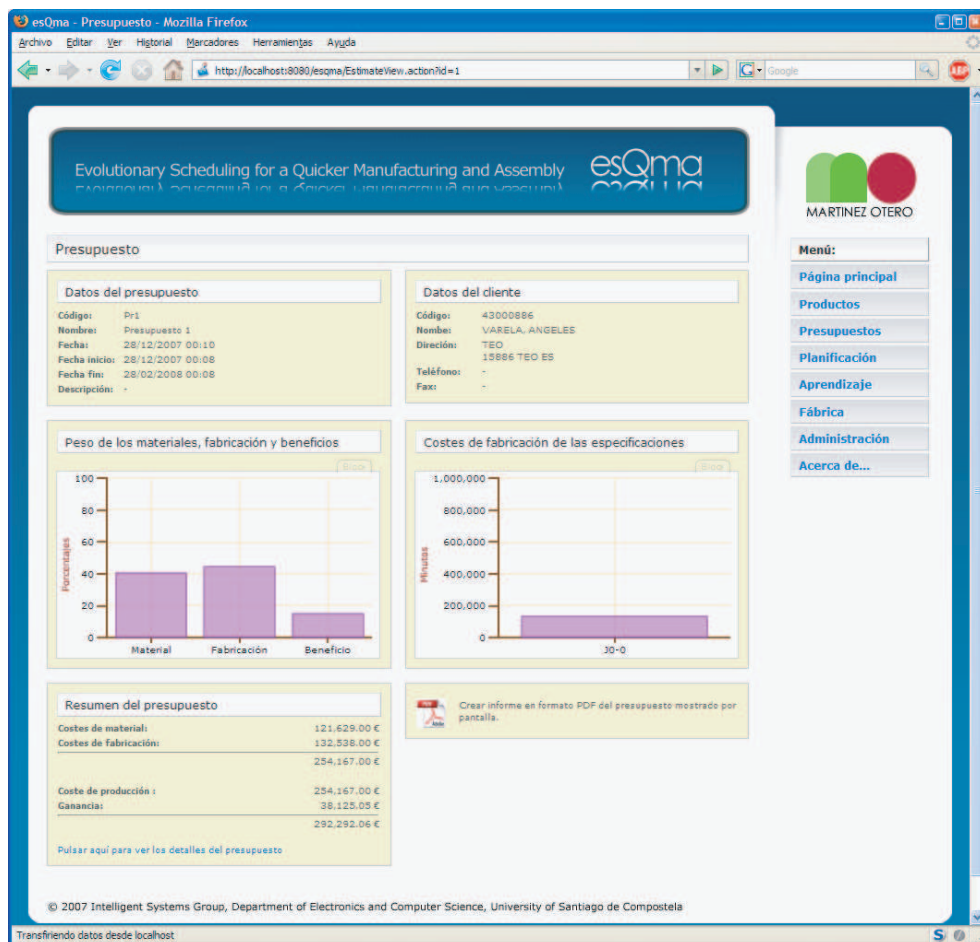 esQma - Presupuesto - Mozilla Firefox
Archivo Editar Ver Historial Marcadores Herramientas Ayuda
http://localhost:8080/esqma/EstimateView.action?id=1
Google
ABP
Evolutionary Scheduling for a Quicker Manufacturing and Assembly esQma
MARTINEZ OTERO
Presupuesto
Datos del presupuesto
Código: Pr1
Nombre: Presupuesto 1
Fecha: 28/12/2007 00:10
Fecha inicio: 28/12/2007 00:08
Fecha fin: 28/02/2008 00:08
Descripción: -
Datos del cliente
Código: 43000886
Nombe: VARELA, ANGELES
Direción: TEO
15886 TEO ES
Teléfono: -
Fax: -
Menú:
Página principal
Productos
Presupuestos
Planificación
Aprendizaje
Fábrica
Administración
Acerca de...
Peso de los materiales, fabricación y beneficios
100
80
60
40
20
0
Porcentajes
Material Fabricación Beneficio
Costes de fabricación de las especificaciones
1,000,000
800,000
600,000
400,000
200,000
0
Minutos
J0-0
Resumen del presupuesto
Costes de material: 121,629.00 €
Costes de fabricación: 132,538.00 €
254,167.00 €
Coste de producción : 254,167.00 €
Ganancia: 38,125.05 €
292,292.06 €
Pulsar aquí para ver los detalles del presupuesto
Crear informe en formato PDF del presupuesto mostrado por
pantalla.
© 2007 Intelligent Systems Group, Department of Electronics and Computer Science, University of Santiago de Compostela
Transfiriendo datos desde localhost